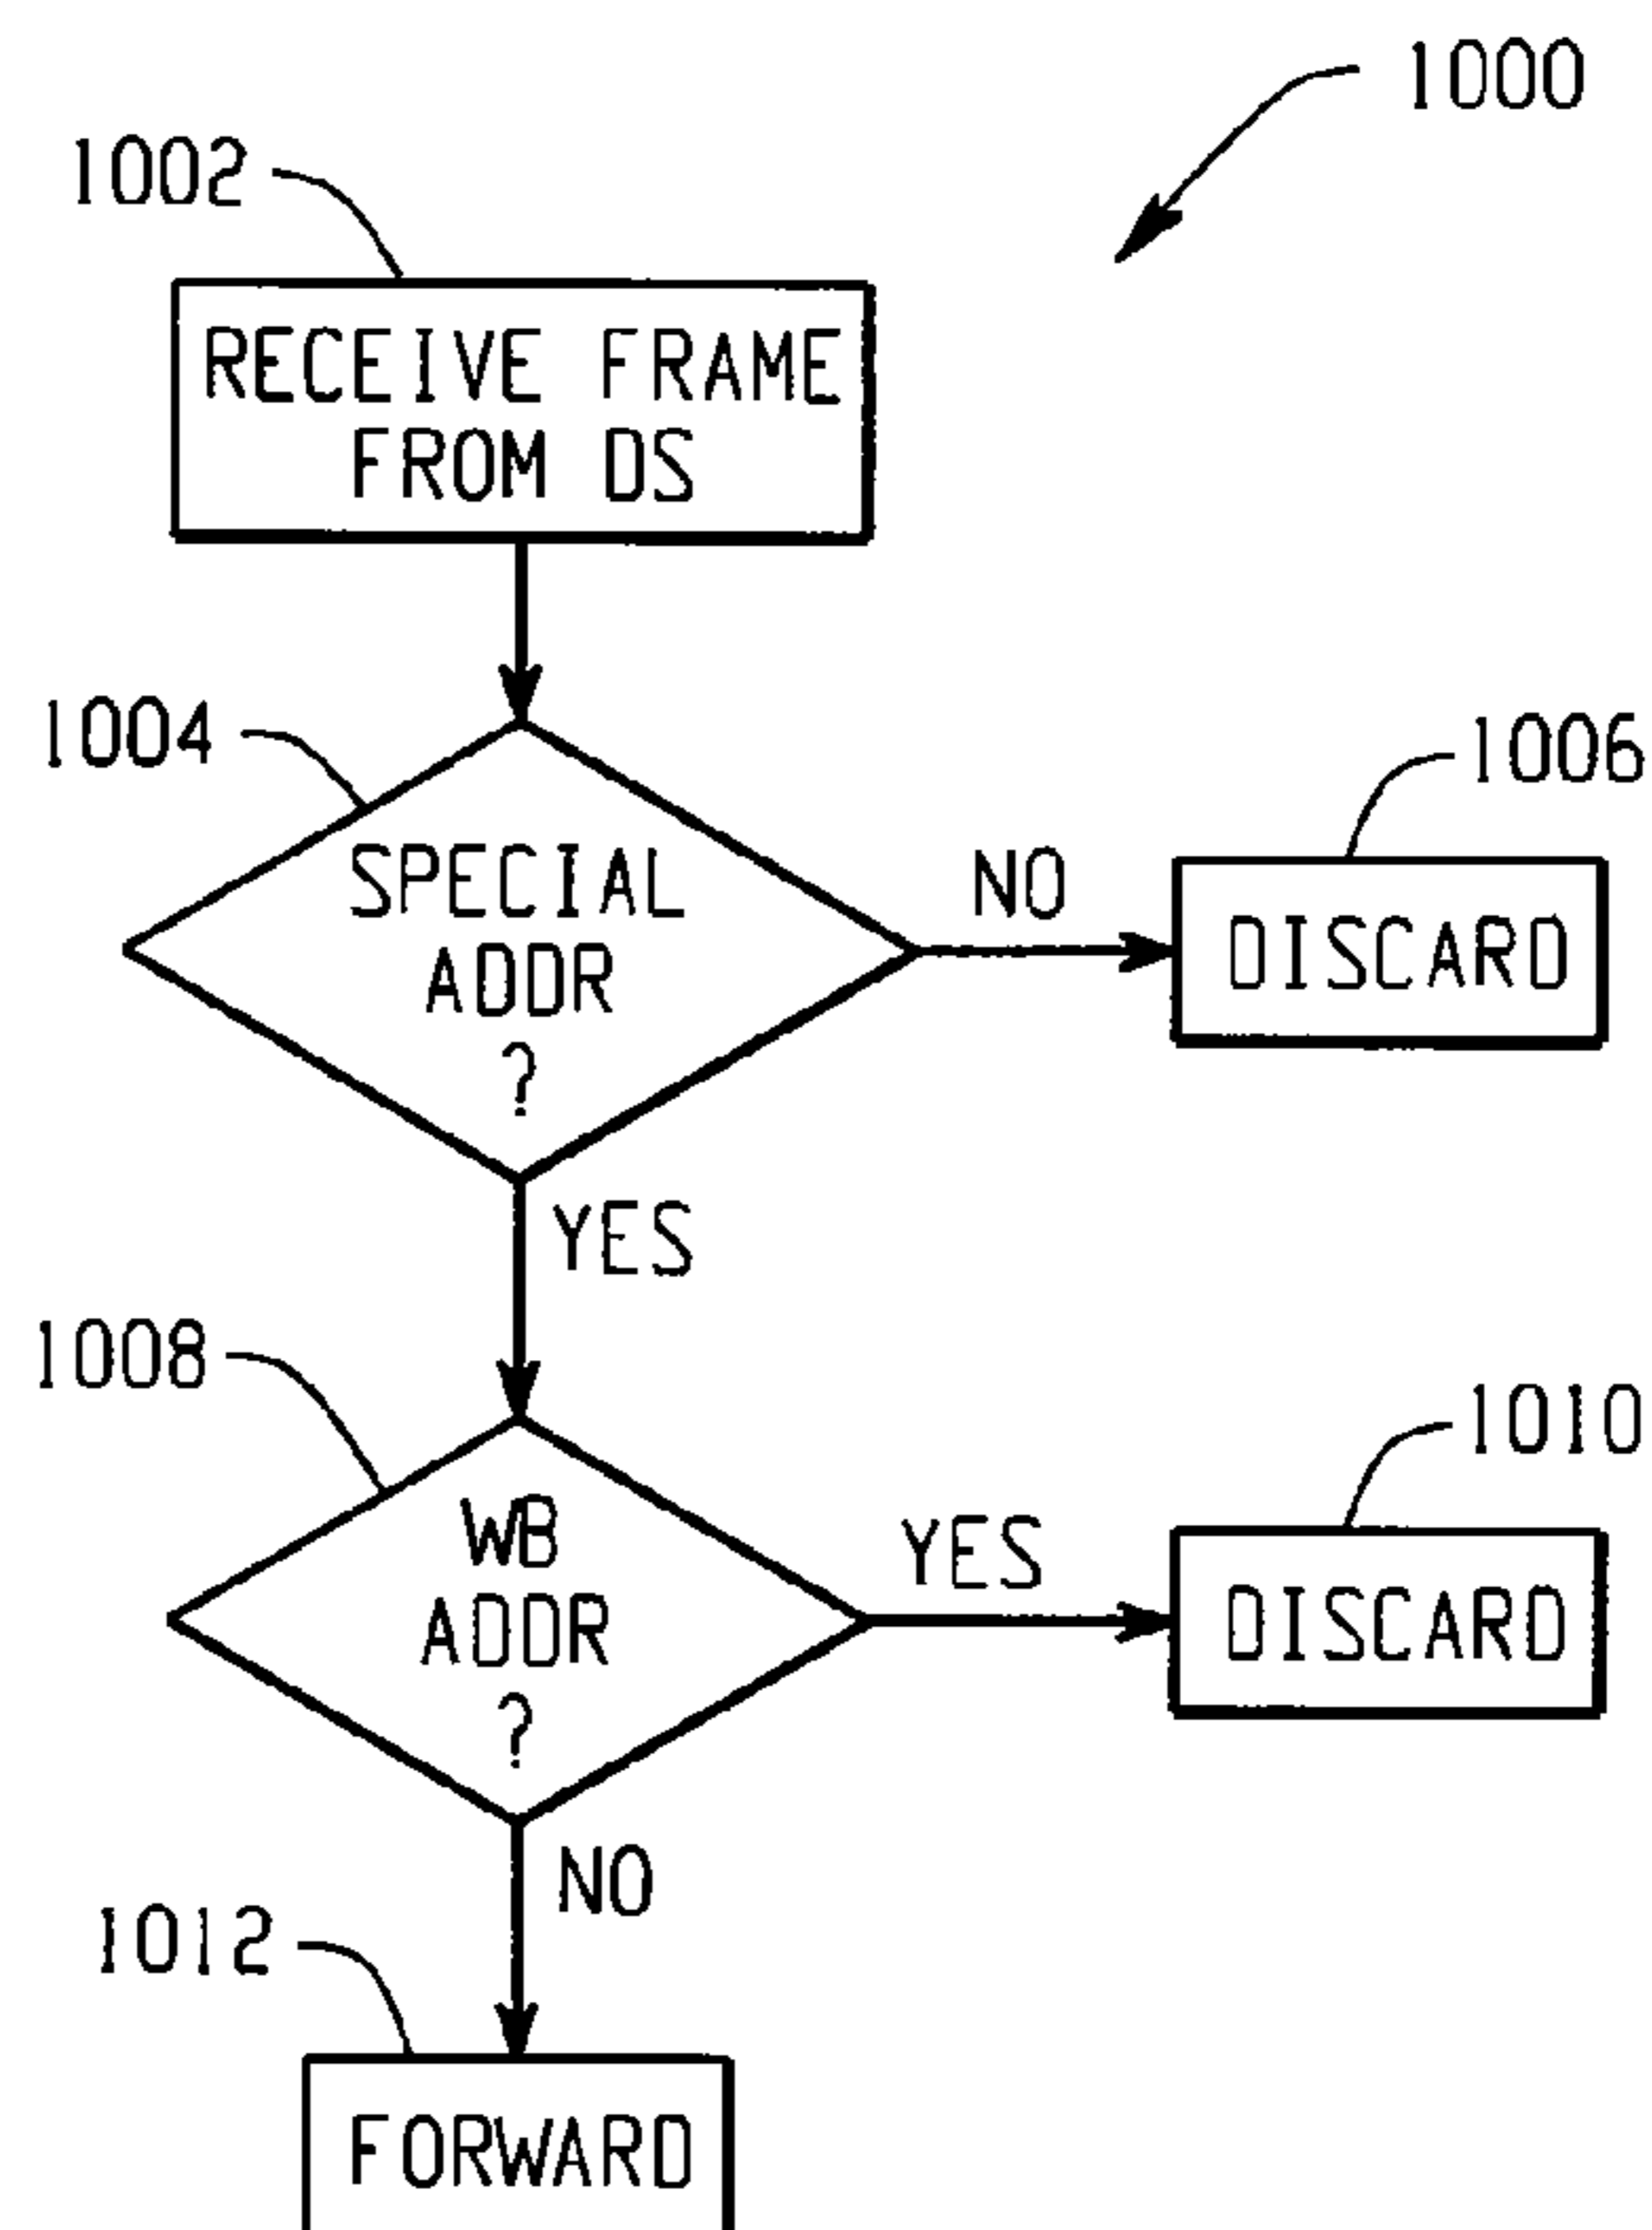 1000
1002
RECEIVE FRAME
FROM DS
1004
SPECIAL
ADDR
?
NO
1006
DISCARD
YES
1008
WB
ADDR
?
YES
1010
DISCARD
NO
1012
FORWARD